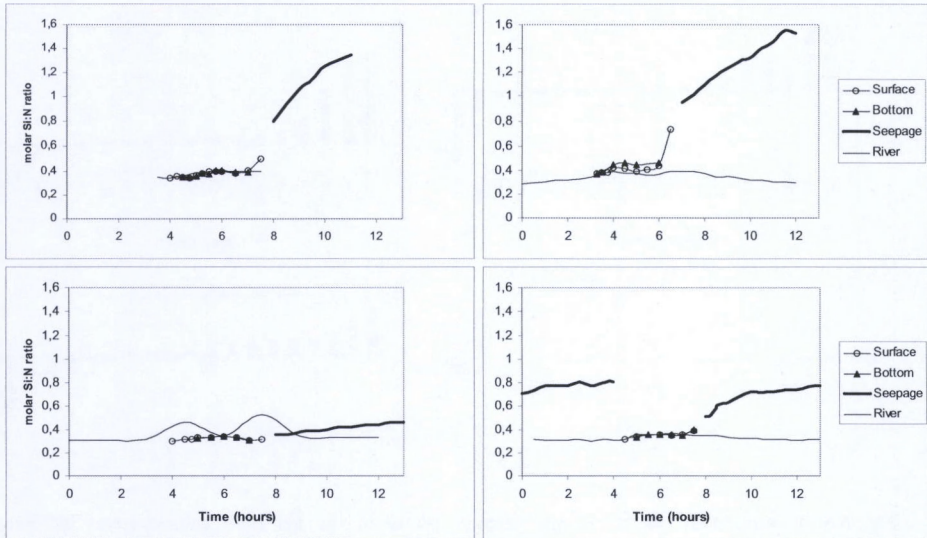 1,6
1,4
1,2
1
0,8
0,6
0,4
0,2
0
molar Si:N ratio
0 2 4 6 8 10 12
1,6
1,4
1,2
1
0,8
0,6
0,4
0,2
0
0 2 4 6 8 10 12
Surface
Bottom
Seepage
River
1,6
1,4
1,2
1
0,8
0,6
0,4
0,2
0
molar Si:N ratio
0 2 4 6 8 10 12
Time (hours)
1,6
1,4
1,2
1
0,8
0,6
0,4
0,2
0
0 2 4 6 8 10 12
Time (hours)
Surface
Bottom
Seepage
River